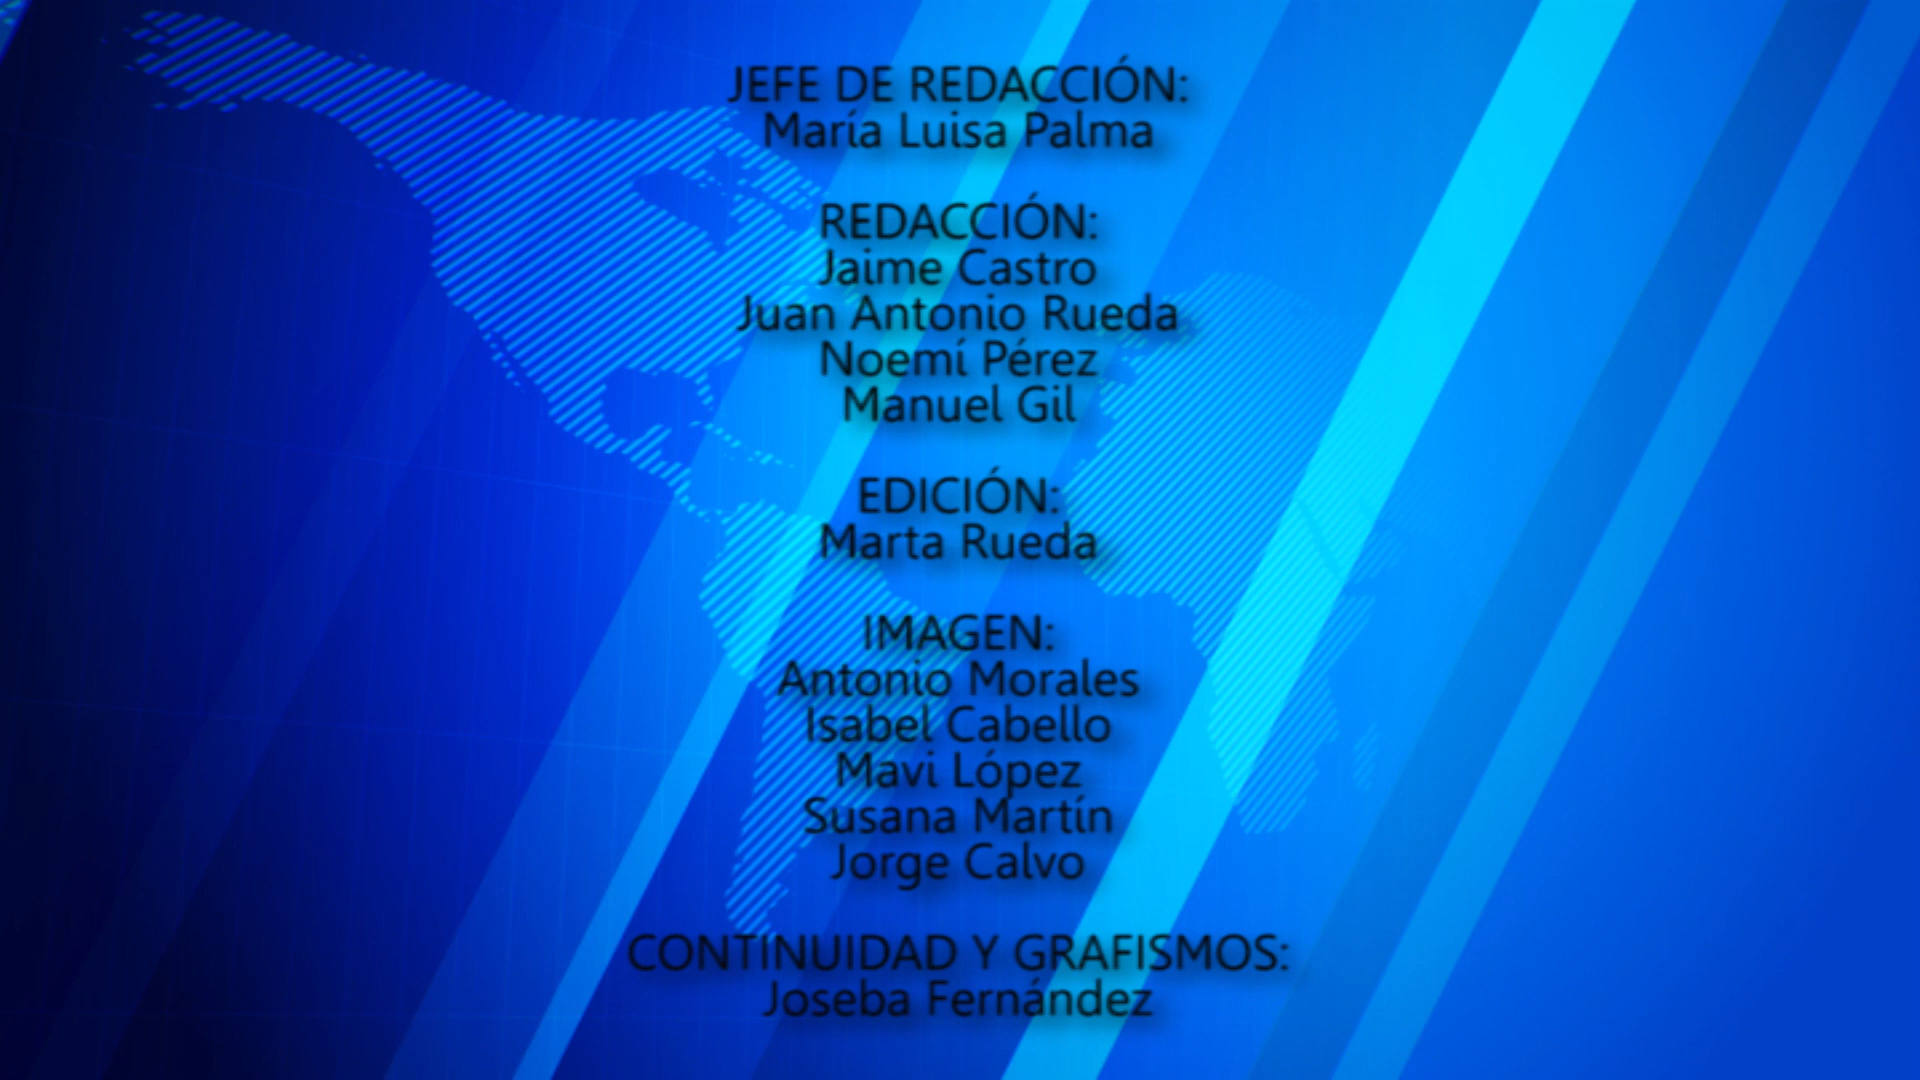 JEFE DE REDACCIÓN:
María Luisa Palma
REDACCIÓN:
Jaime Castro
Juan Antonio Rueda
Noemí Pérez
Manuel Gil
EDICIÓN:
Marta Rueda
IMAGEN:
Antonio Morales
Isabel Cabello
Mavi López
Susana Martín
Jorge Calvo
CONTINUIDAD Y GRAFISMOS:
Joseba Fernández